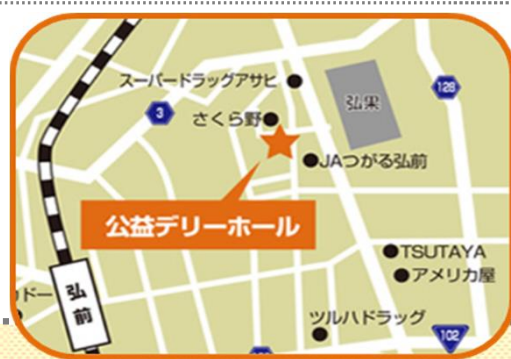 スーパードラッグアサヒ
弘果
128
3
さくら野
JAつがる弘前
公益デリーホール
TSUTAYA
アメリカ屋
弘前
ツルハドラッグ
102